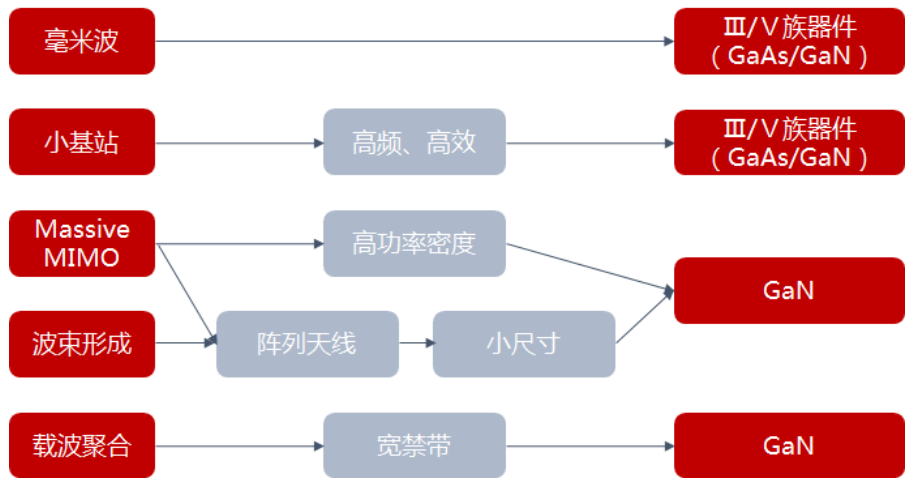 毫米波
Ⅲ/Ⅴ族器件
（GaAs/GaN）
小基站
高频、高效
Ⅲ/Ⅴ族器件
（GaAs/GaN）
Massive
MIMO
高功率密度
GaN
波束形成
阵列天线
小尺寸
载波聚合
宽禁带
GaN